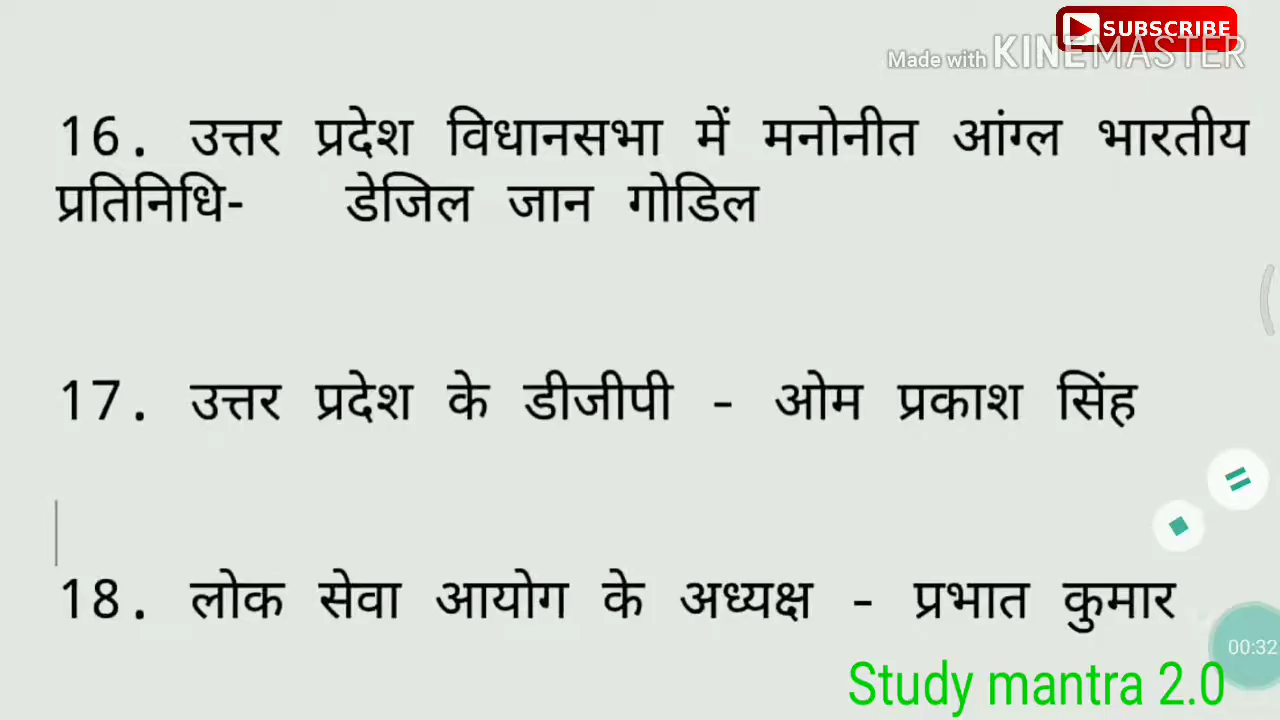 SUBSCRIBE
Made with KINEMASTER
16. उत्तर प्रदेश विधानसभा में मनोनीत आंग्ल भारतीय
प्रतिनिधि- डेजिल जान गोडिल
17. उत्तर प्रदेश के डीजीपी - ओम प्रकाश सिंह
18. लोक सेवा आयोग के अध्यक्ष - प्रभात कुमार
00:32
Study mantra 2.0